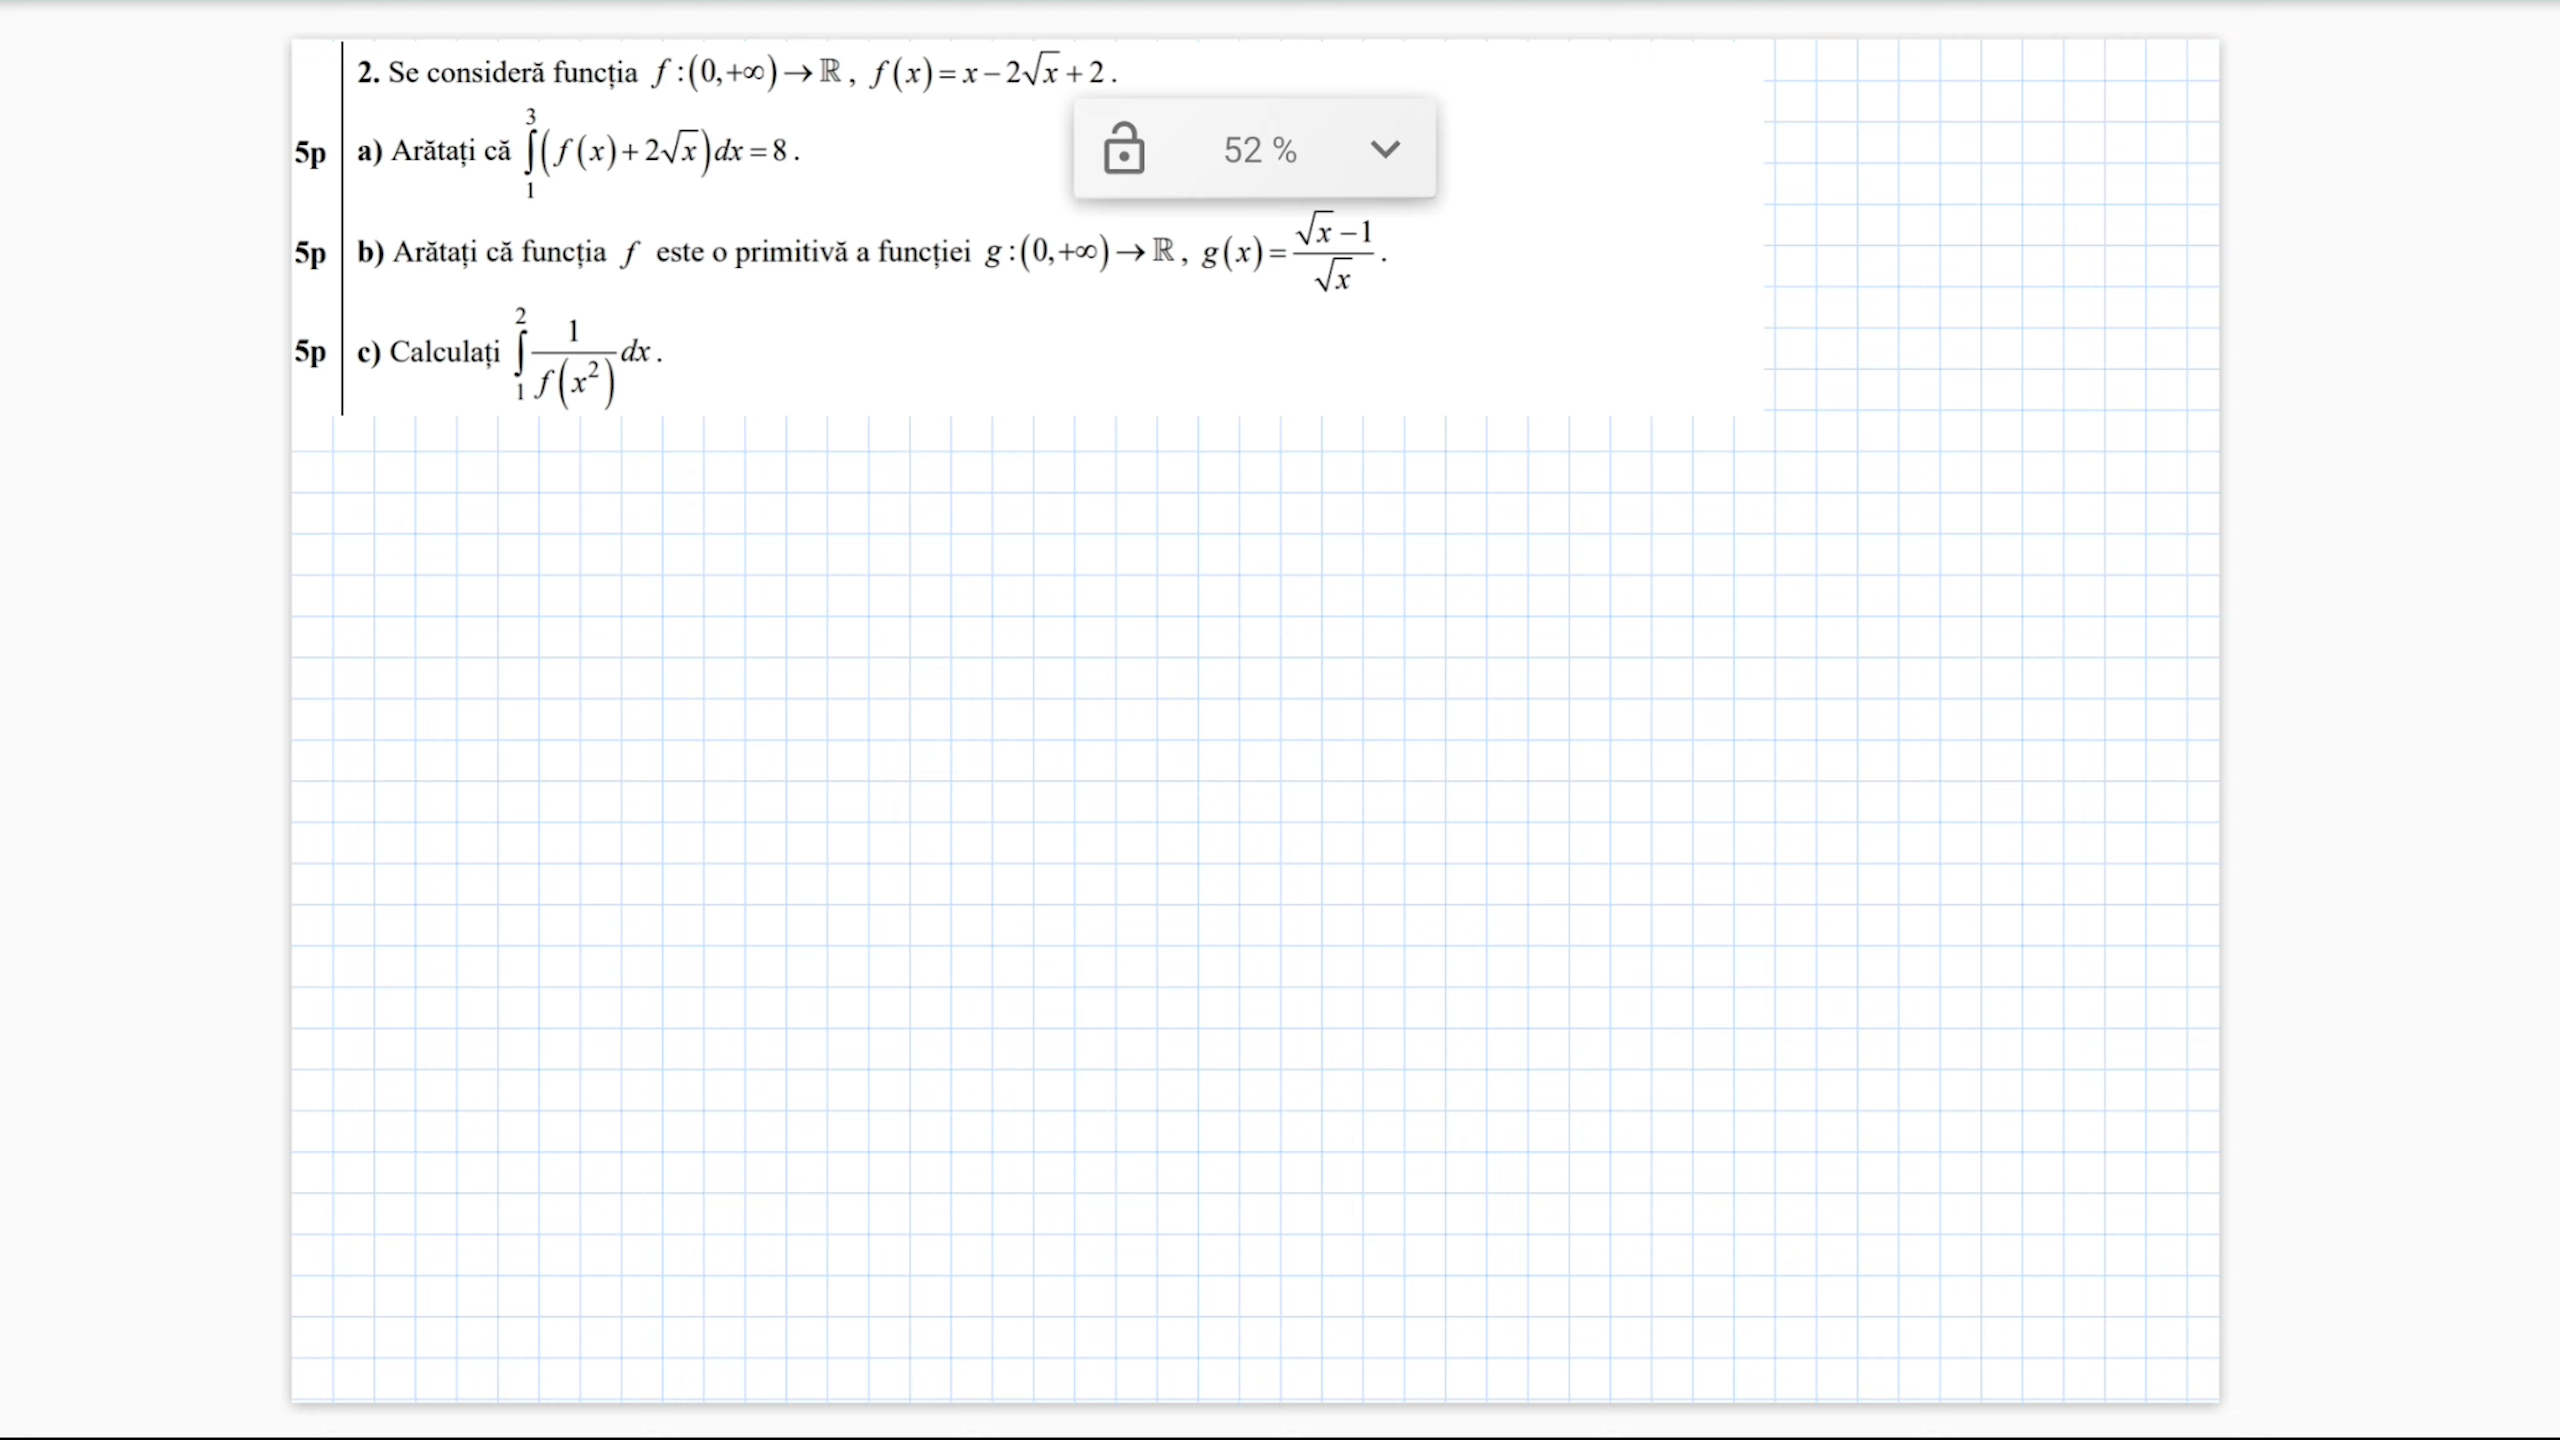 2. Se consideră funcția f:(0,+∞)→ℝ, f(x)=x−2√x+2.
5p a) Arătați că ∫₁³(f(x)+2√x)dx=8.
52 %
5p b) Arătați că funcția f este o primitivă a funcției g:(0,+∞)→ℝ, g(x)=(√x−1)/√x.
5p c) Calculați ∫₁² 1/f(x²) dx.